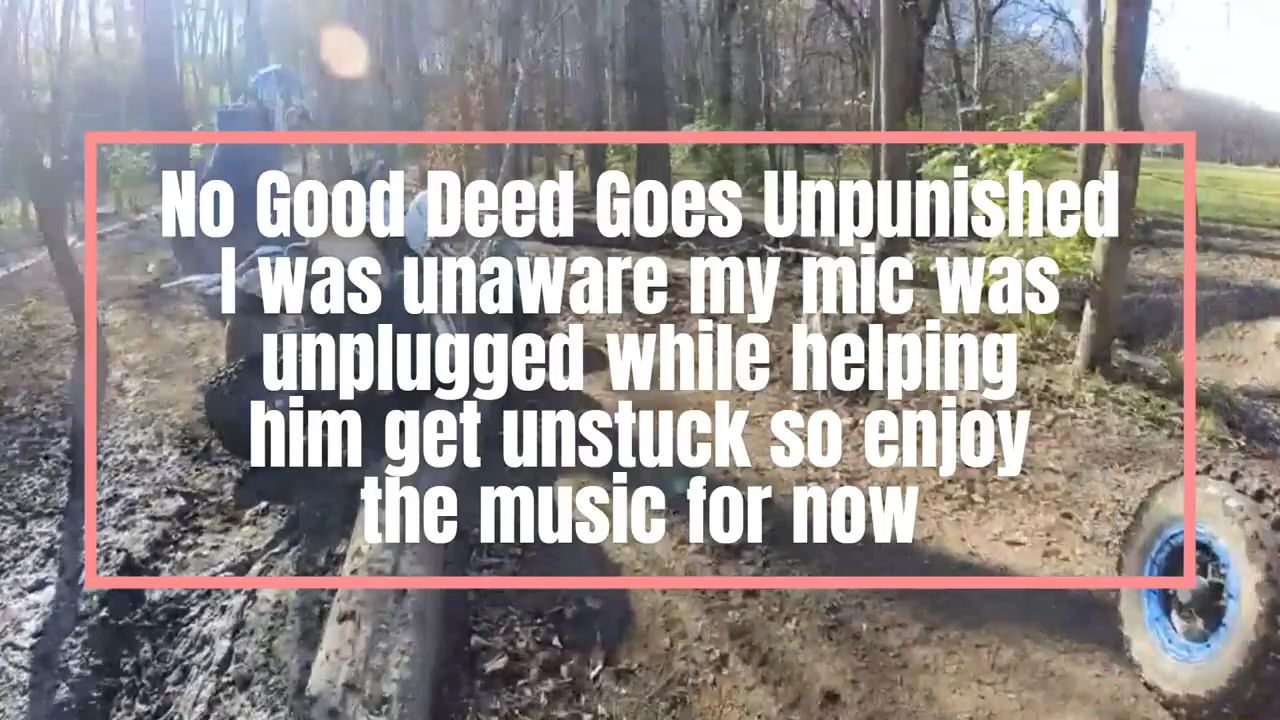 No Good Deed Goes Unpunished
I was unaware my mic was
unplugged while helping
him get unstuck so enjoy
the music for now